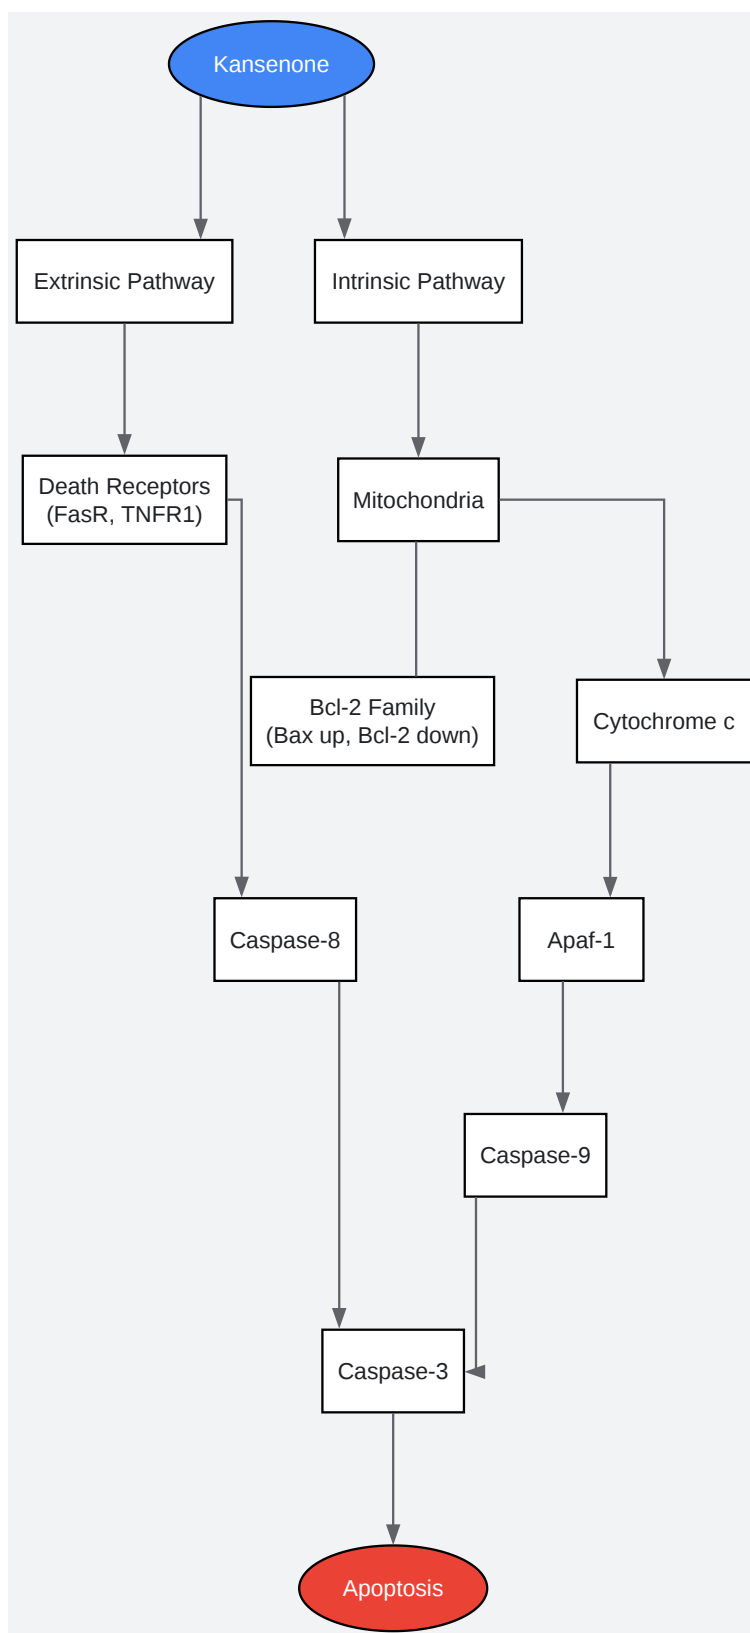 Kansenone
Extrinsic Pathway
Intrinsic Pathway
Death Receptors
(FasR, TNFR1)
Mitochondria
Bcl-2 Family
(Bax up, Bcl-2 down)
Cytochrome c
Caspase-8
Apaf-1
Caspase-9
Caspase-3
Apoptosis